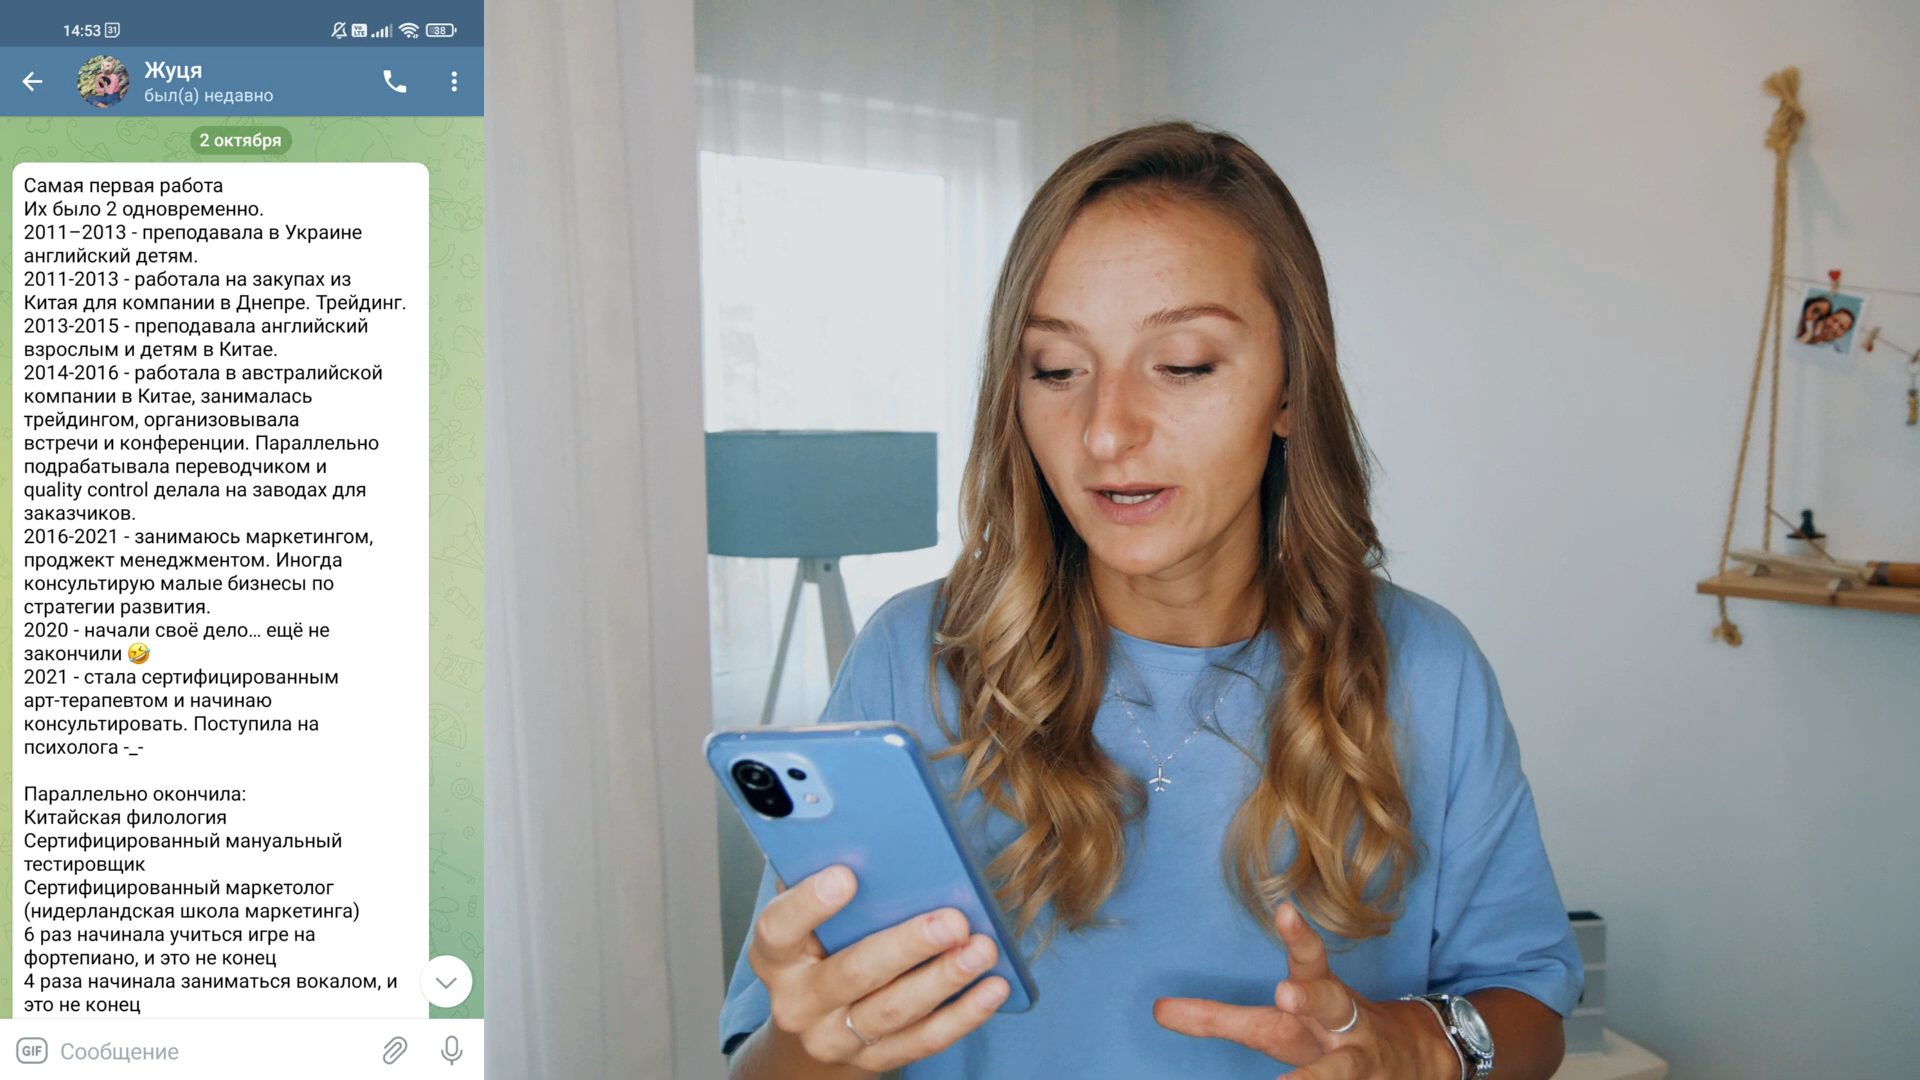 14:53
31
38
Жуця
был(а) недавно
2 октября
Самая первая работа
Их было 2 одновременно.
2011–2013 - преподавала в Украине
английский детям.
2011-2013 - работала на закупах из
Китая для компании в Днепре. Трейдинг.
2013-2015 - преподавала английский
взрослым и детям в Китае.
2014-2016 - работала в австралийской
компании в Китае, занималась
трейдингом, организовывала
встречи и конференции. Параллельно
подрабатывала переводчиком и
quality control делала на заводах для
заказчиков.
2016-2021 - занимаюсь маркетингом,
проджект менеджментом. Иногда
консультирую малые бизнесы по
стратегии развития.
2020 - начали своё дело… ещё не
закончили 🤣
2021 - стала сертифицированным
арт-терапевтом и начинаю
консультировать. Поступила на
психолога -_-
Параллельно окончила:
Китайская филология
Сертифицированный мануальный
тестировщик
Сертифицированный маркетолог
(нидерландская школа маркетинга)
6 раз начинала учиться игре на
фортепиано, и это не конец
4 раза начинала заниматься вокалом, и
это не конец
GIF
Сообщение